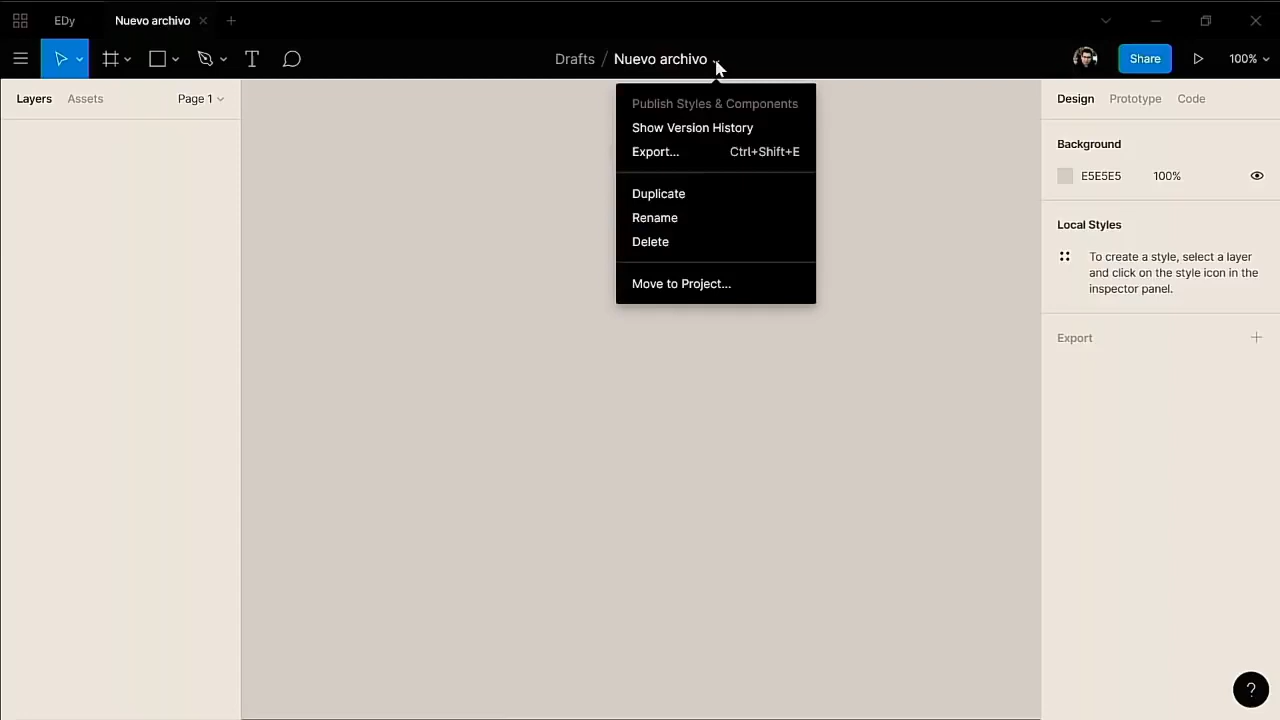 EDy
Nuevo archivo
Drafts / Nuevo archivo
Share
100%
Layers
Assets
Page 1
Publish Styles & Components
Show Version History
Export... Ctrl+Shift+E
Duplicate
Rename
Delete
Move to Project...
Design
Prototype
Code
Background
E5E5E5
100%
Local Styles
To create a style, select a layer
and click on the style icon in the
inspector panel.
Export
?